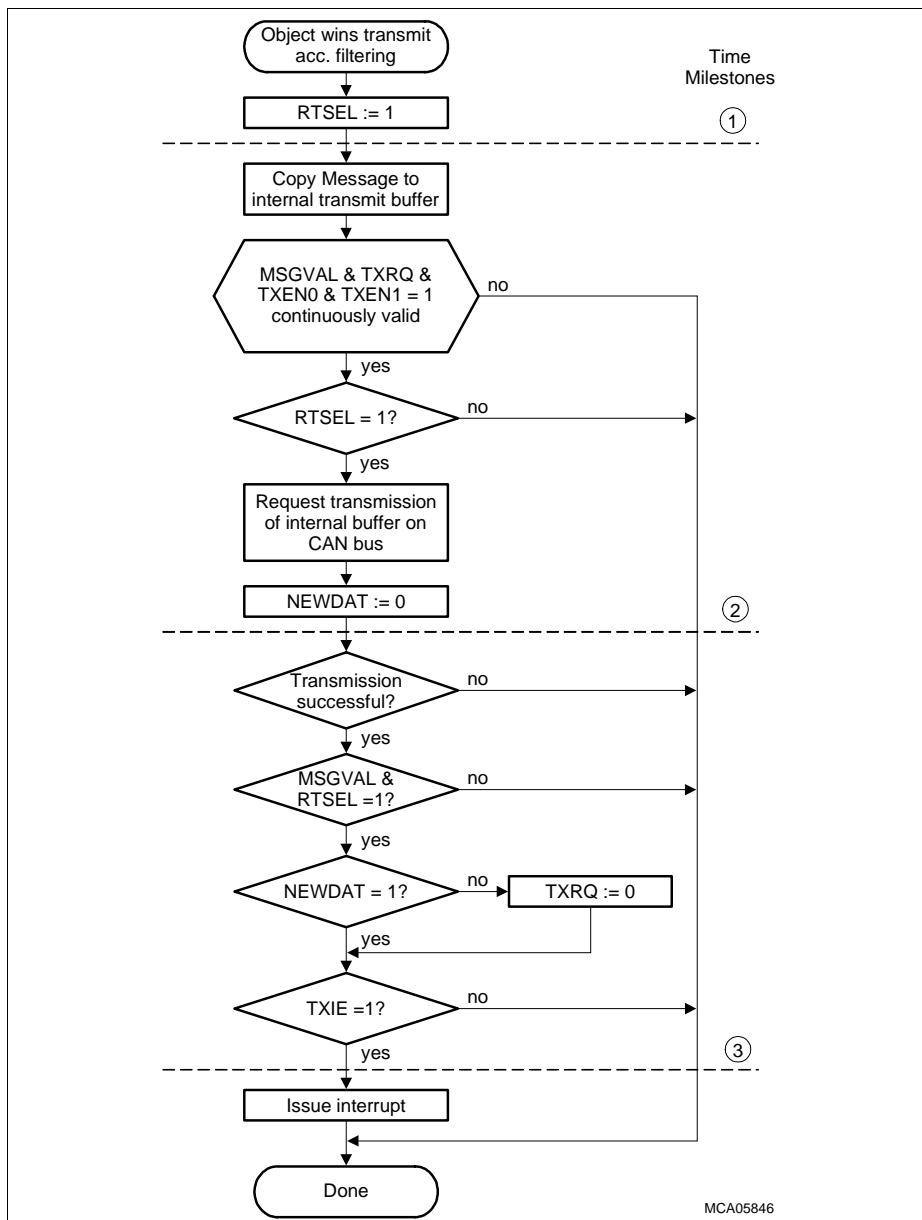 Object wins transmit
acc. filtering
Time
Milestones
RTSEL := 1
1
Copy Message to
internal transmit buffer
MSGVAL & TXRQ &
TXEN0 & TXEN1 = 1
continuously valid
no
yes
RTSEL = 1?
no
yes
Request transmission
of internal buffer on
CAN bus
NEWDAT := 0
2
Transmission
successful?
no
yes
MSGVAL &
RTSEL =1?
no
yes
NEWDAT = 1?
no
TXRQ := 0
yes
TXIE =1?
no
yes
3
Issue interrupt
Done
MCA05846